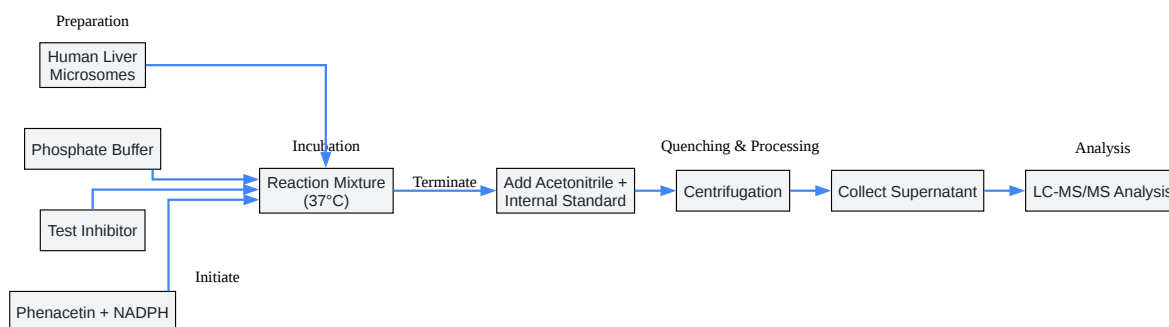 Preparation
Human Liver
Microsomes
Phosphate Buffer
Test Inhibitor
Phenacetin + NADPH
Initiate
Incubation
Reaction Mixture
(37°C)
Terminate
Quenching & Processing
Add Acetonitrile +
Internal Standard
Centrifugation
Collect Supernatant
Analysis
LC-MS/MS Analysis